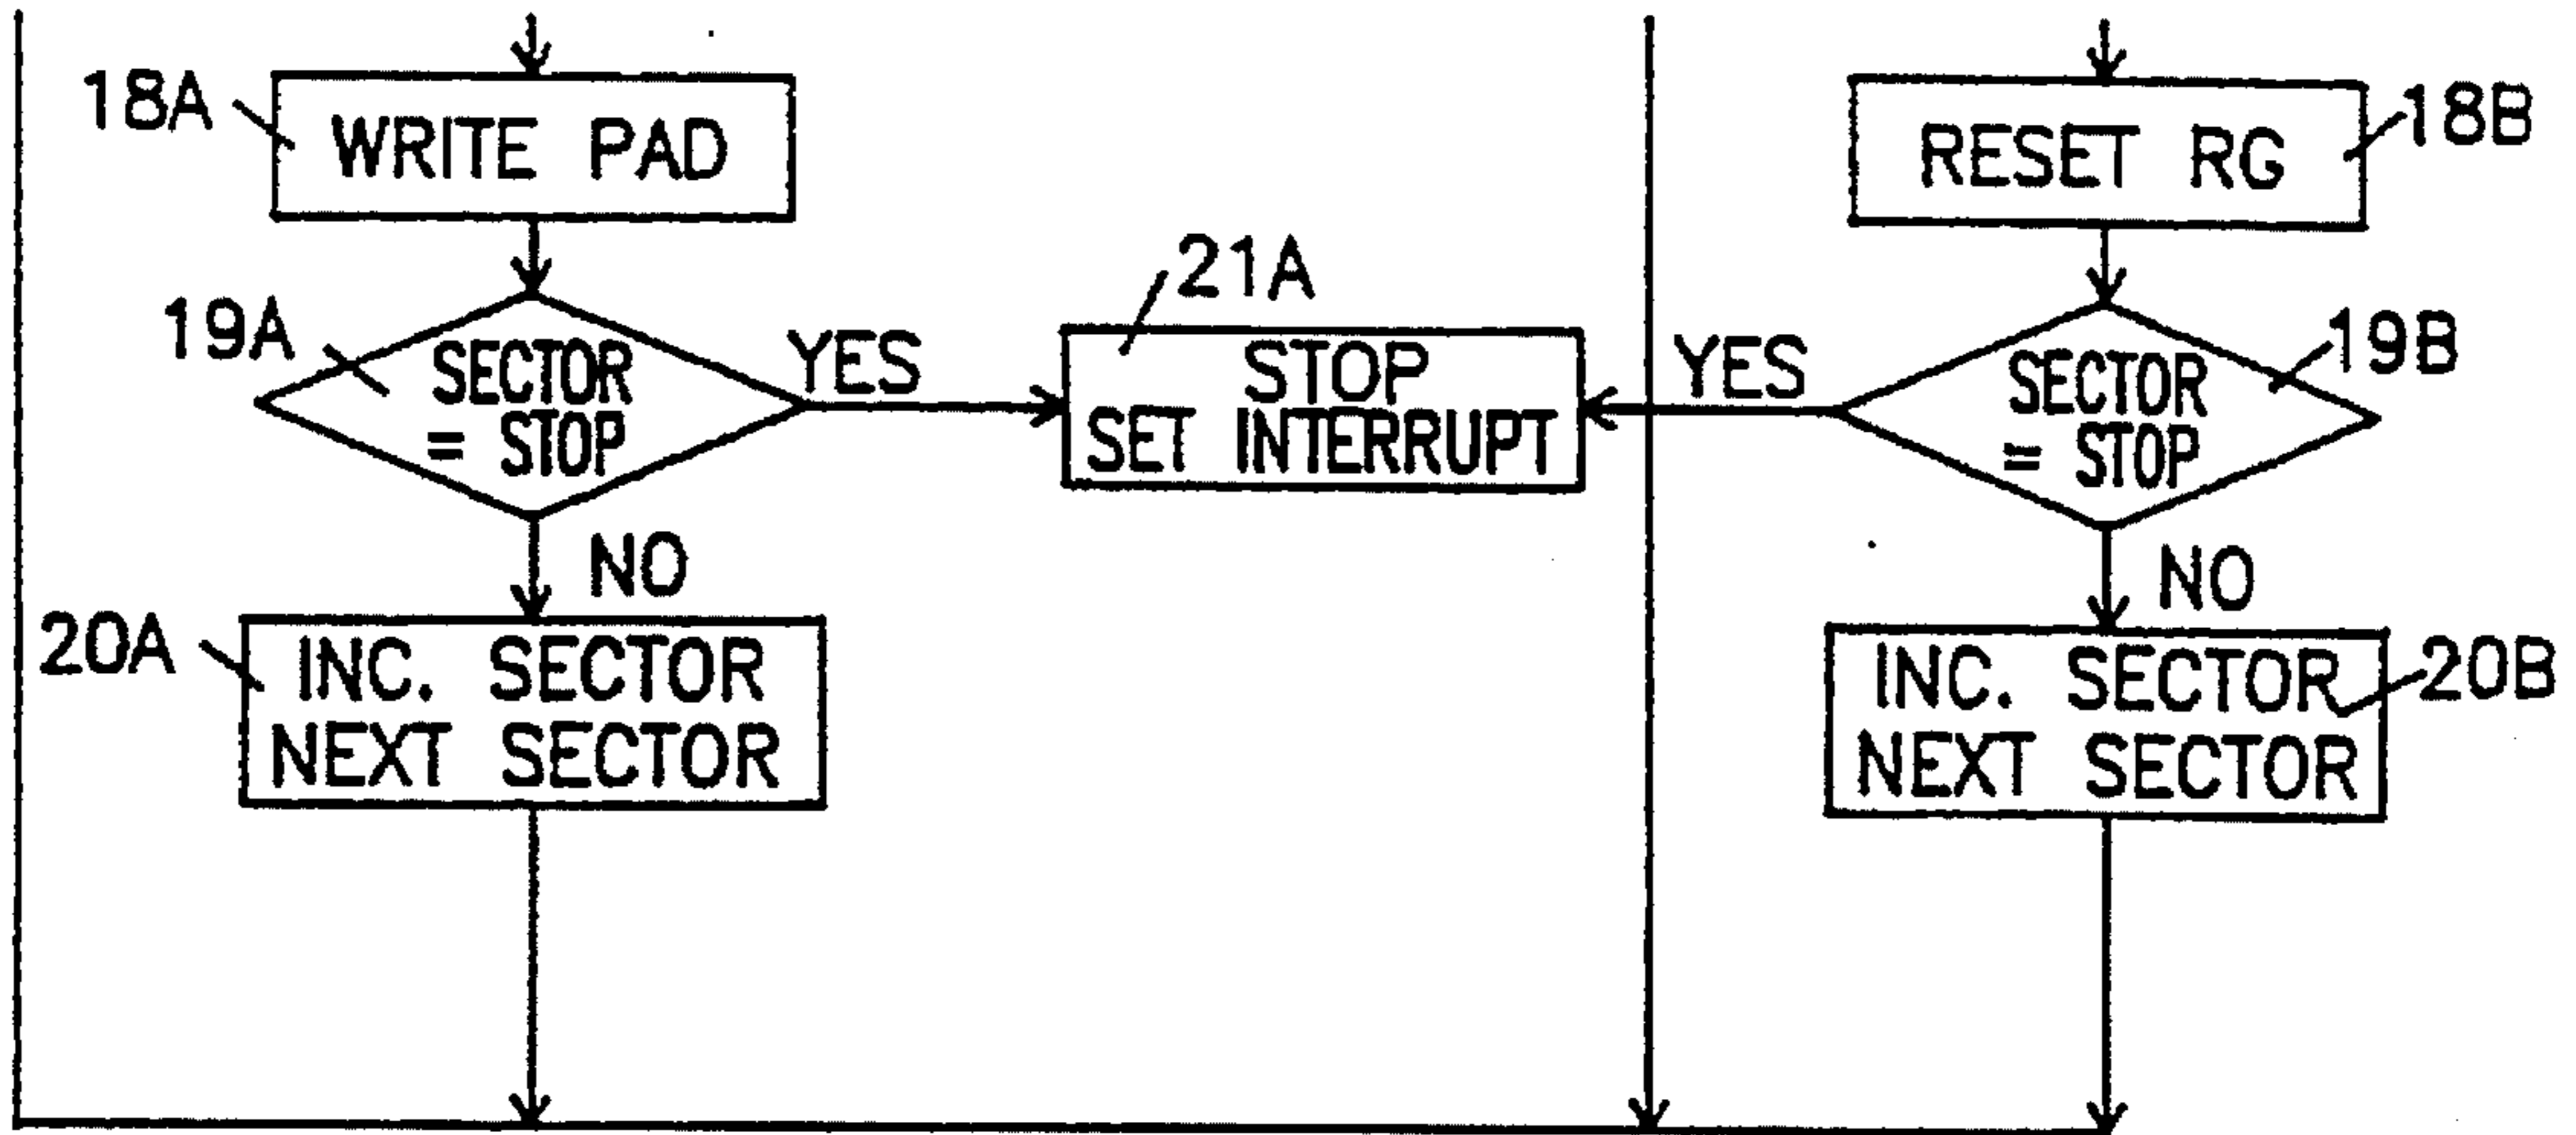 18A
WRITE PAD
RESET RG
18B
19A
SECTOR
= STOP
YES
21A
STOP
SET INTERRUPT
YES
SECTOR
= STOP
19B
NO
NO
20A
INC. SECTOR
NEXT SECTOR
INC. SECTOR
NEXT SECTOR
20B